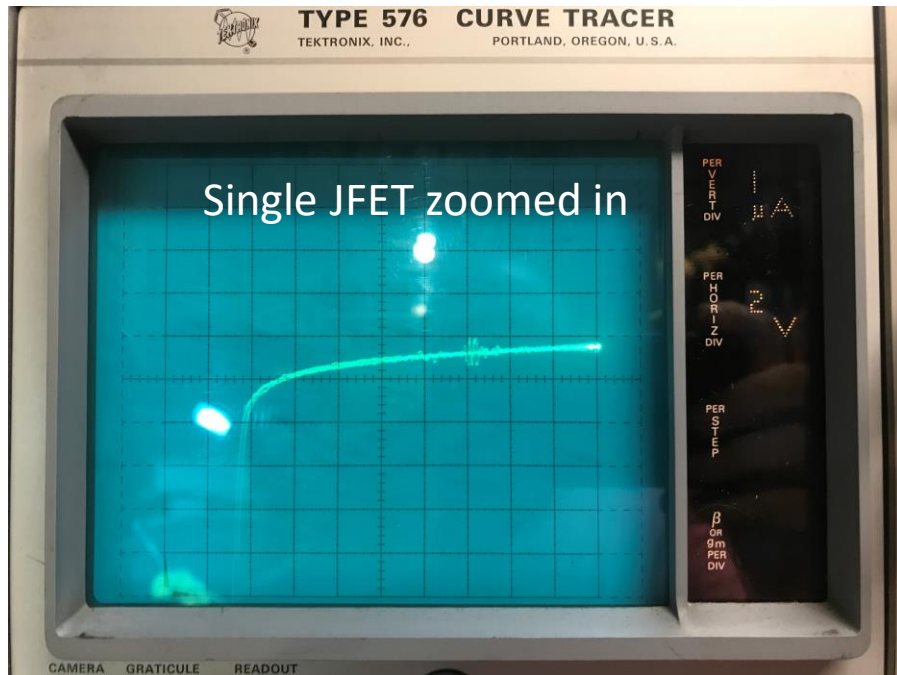 TEKTRONIX
®
TYPE 576 CURVE TRACER
TEKTRONIX, INC., PORTLAND, OREGON, U.S.A.
Single JFET zoomed in
PER
VERT
DIV
1
µA
PER
HORIZ
DIV
2
V
PER
STEP
β
OR
gm
PER
DIV
CAMERA GRATICULE READOUT